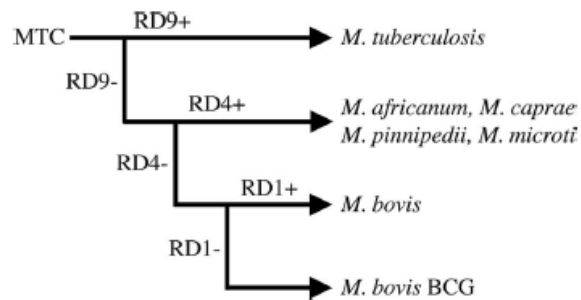 RD9+
MTC
M. tuberculosis
RD9-
RD4+
M. africanum, M. caprae
M. pinnipedii, M. microti
RD4-
RD1+
M. bovis
RD1-
M. bovis BCG